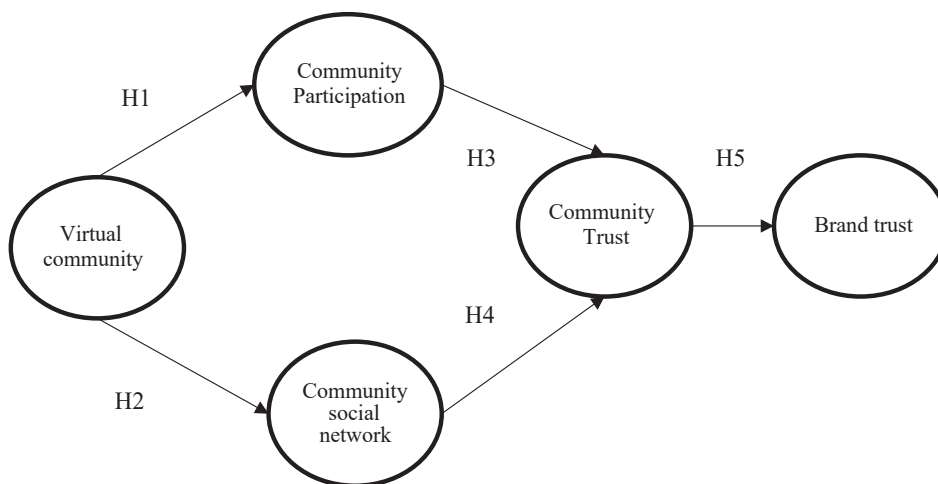 Community
Participation
H1
H3
H5
Virtual
community
Community
Trust
Brand trust
H4
H2
Community
social
network